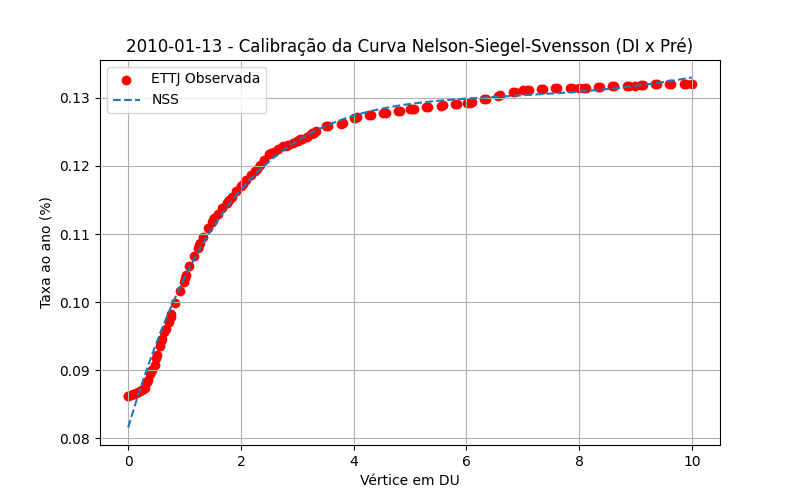 2010-01-13 - Calibração da Curva Nelson-Siegel-Svensson (DI x Pré)
ETTJ Observada
NSS
0.13
0.12
0.11
0.10
0.09
0.08
Taxa ao ano (%)
0 2 4 6 8 10
Vértice em DU